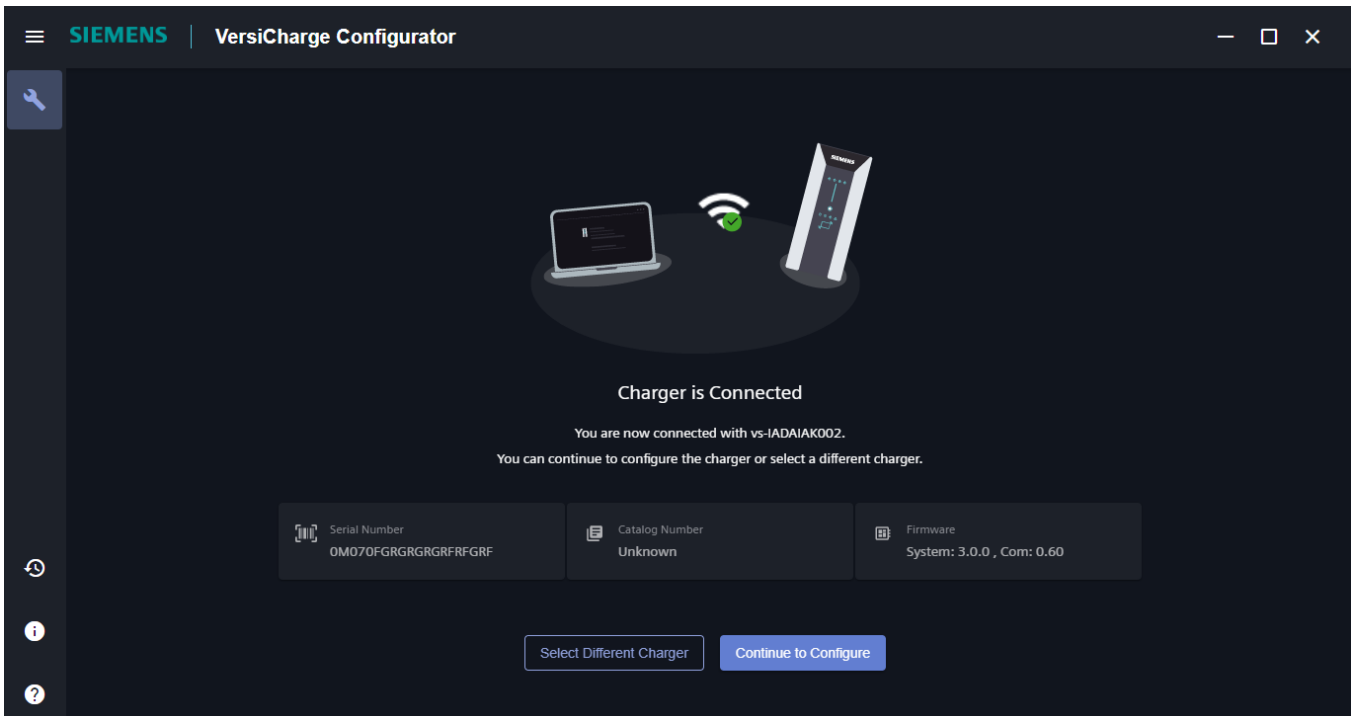 SIEMENS
VersiCharge Configurator
SIEMENS
Charger is Connected
You are now connected with vs-IADAIAK002.
You can continue to configure the charger or select a different charger.
Serial Number
0M070FGRGRGRGRFRFGRF
Catalog Number
Unknown
Firmware
System: 3.0.0 , Com: 0.60
Select Different Charger
Continue to Configure